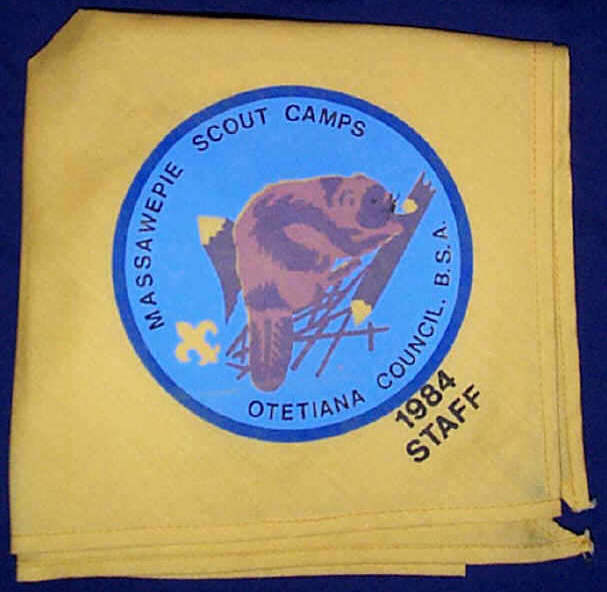 MASSAWEPIE SCOUT CAMPS
OTETIANA COUNCIL. B.S.A.
1984
STAFF